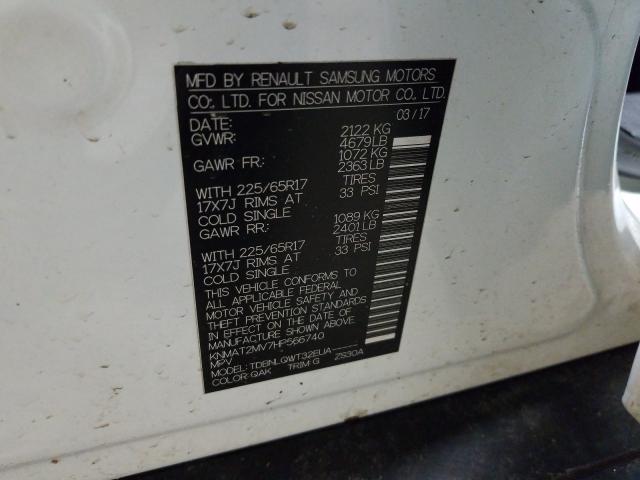 MFD BY RENAULT SAMSUNG MOTORS
CO., LTD. FOR NISSAN MOTOR CO., LTD.
DATE: 03/17
GVWR: 2122 KG
4679 LB
GAWR FR: 1072 KG
2363 LB
WITH 225/65R17 TIRES
17X7J RIMS AT 33 PSI
COLD SINGLE
GAWR RR: 1089 KG
2401 LB
WITH 225/65R17 TIRES
17X7J RIMS AT 33 PSI
COLD SINGLE
THIS VEHICLE CONFORMS TO
ALL APPLICABLE FEDERAL
MOTOR VEHICLE SAFETY AND
THEFT PREVENTION STANDARDS
IN EFFECT ON THE DATE OF
MANUFACTURE SHOWN ABOVE.
KNMAT2MV7HP566740
MPV
MODEL: TDBNLQWT32EUA-----
COLOR: QAK TRIM: G ZS30A